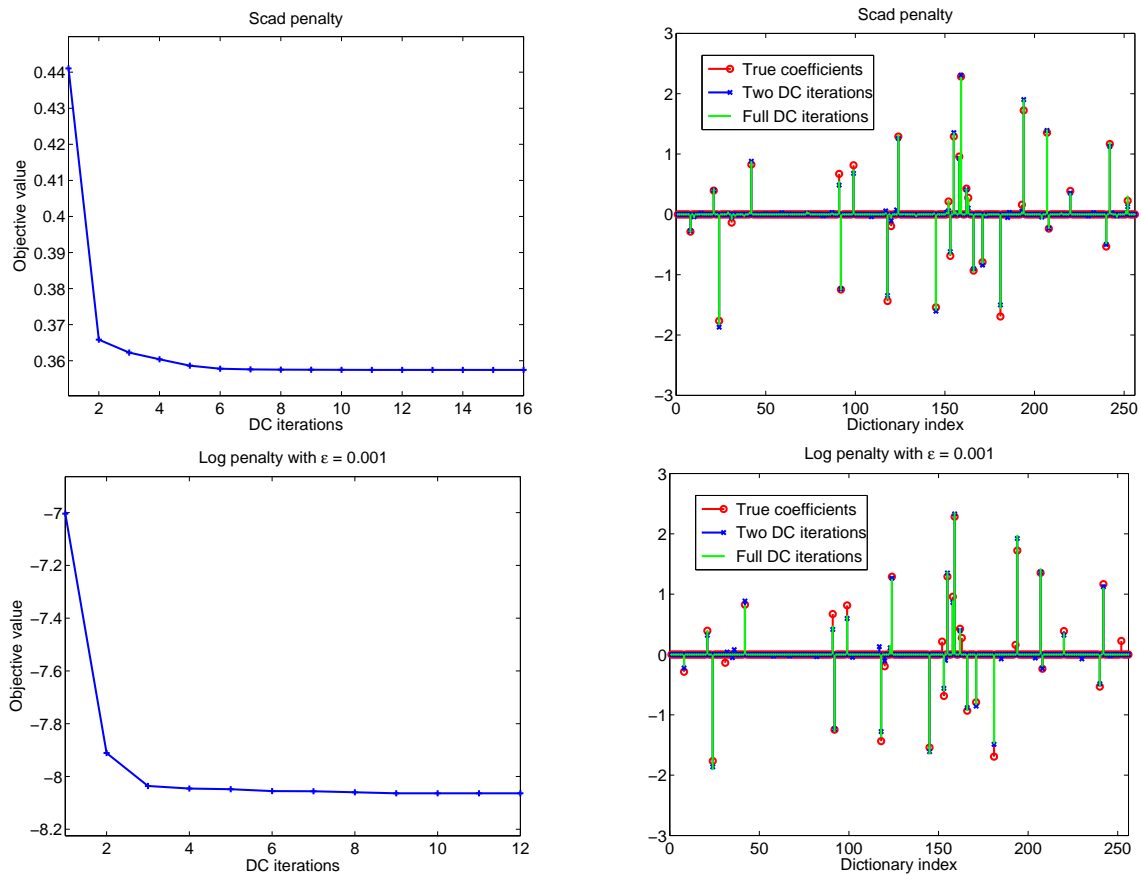 Scad penalty
0.44
0.43
0.42
0.41
0.4
0.39
0.38
0.37
0.36
Objective value
2 4 6 8 10 12 14 16
DC iterations
Scad penalty
3
2
1
0
−1
−2
−3
True coefficients
Two DC iterations
Full DC iterations
0 50 100 150 200 250
Dictionary index
Log penalty with ε = 0.001
−7
−7.2
−7.4
−7.6
−7.8
−8
−8.2
Objective value
2 4 6 8 10 12
DC iterations
Log penalty with ε = 0.001
3
2
1
0
−1
−2
−3
True coefficients
Two DC iterations
Full DC iterations
0 50 100 150 200 250
Dictionary index